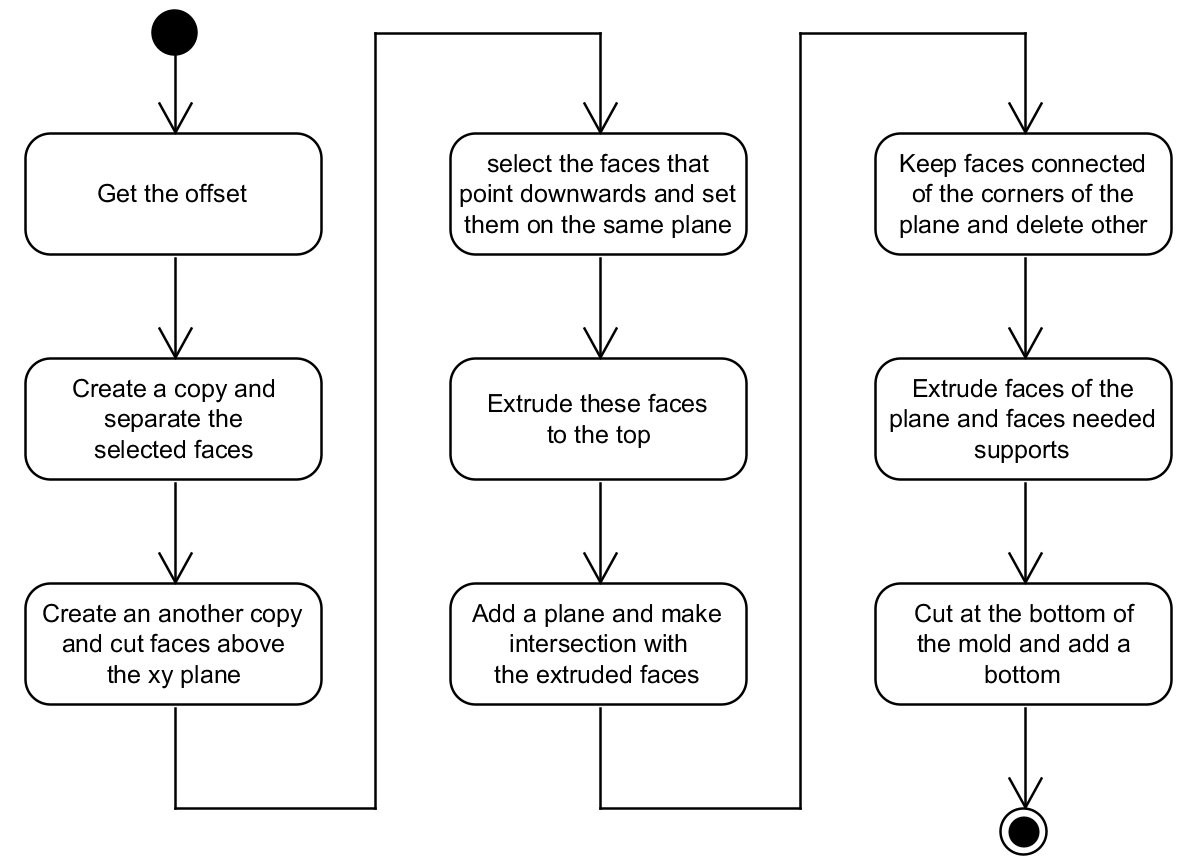 Get the offset
Create a copy and
separate the
selected faces
Create an another copy
and cut faces above
the xy plane
select the faces that
point downwards and set
them on the same plane
Extrude these faces
to the top
Add a plane and make
intersection with
the extruded faces
Keep faces connected
of the corners of the
plane and delete other
Extrude faces of the
plane and faces needed
supports
Cut at the bottom of
the mold and add a
bottom